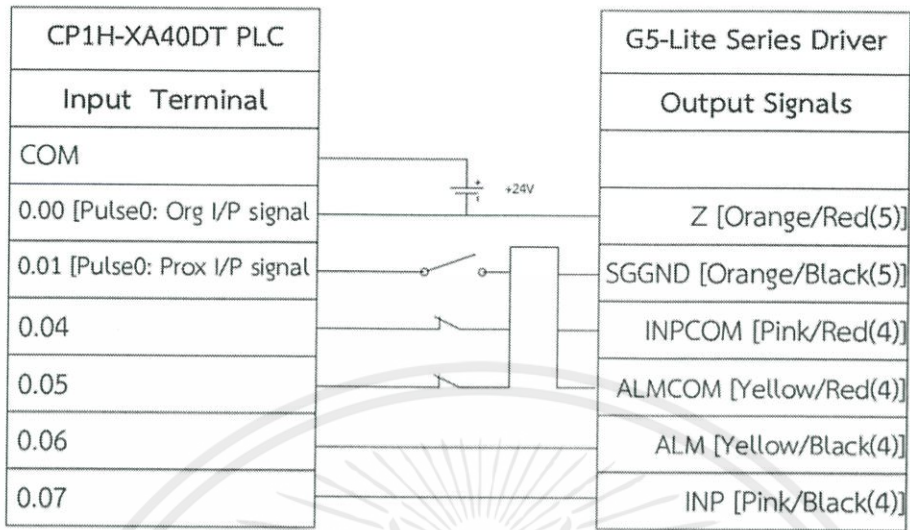 CP1H-XA40DT PLC
Input Terminal
COM
0.00 [Pulse0: Org I/P signal
0.01 [Pulse0: Prox I/P signal
0.04
0.05
0.06
0.07
+
+24V
G5-Lite Series Driver
Output Signals
Z [Orange/Red(5)]
SGGND [Orange/Black(5)]
INPCOM [Pink/Red(4)]
ALMCOM [Yellow/Red(4)]
ALM [Yellow/Black(4)]
INP [Pink/Black(4)]